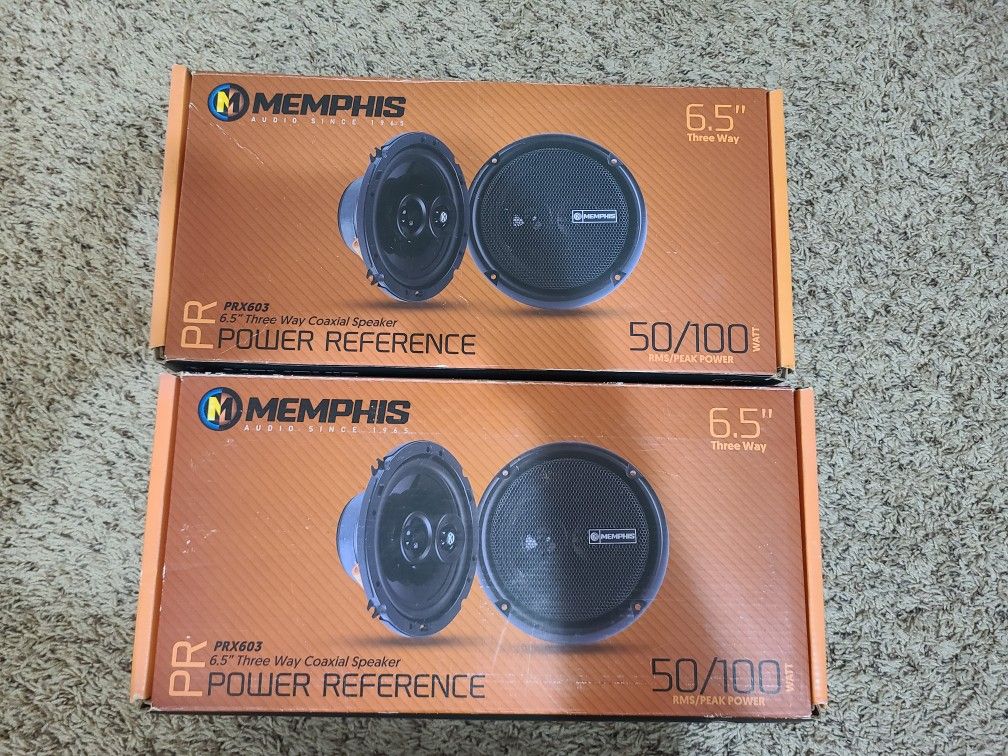 M MEMPHIS
AUDIO SINCE 1965
6.5"
Three Way
MEMPHIS
PR
PRX603
6.5" Three Way Coaxial Speaker
POWER REFERENCE
50/100
WATT
RMS/PEAK POWER
M MEMPHIS
AUDIO SINCE 1965
6.5"
Three Way
MEMPHIS
PR
PRX603
6.5" Three Way Coaxial Speaker
POWER REFERENCE
50/100
WATT
RMS/PEAK POWER